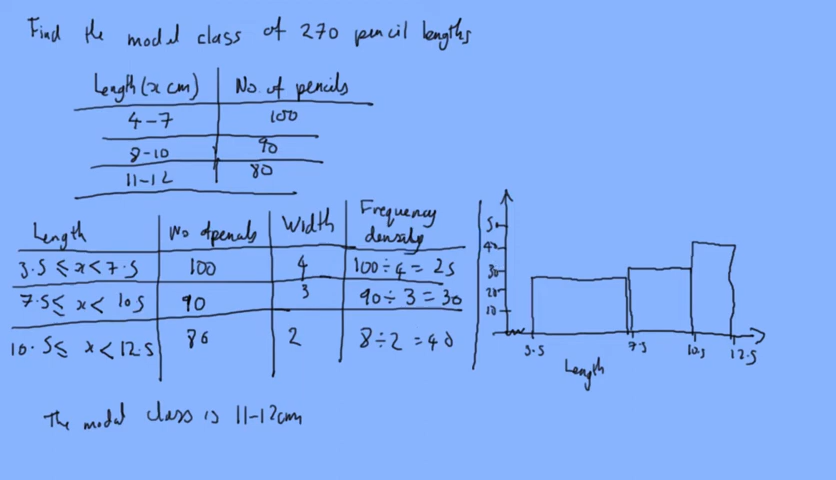 Find the modal class of 270 pencil lengths
Length (x cm) No. of pencils
4-7 100
8-10 90
11-12 80
Length No of pencils Width Frequency density
3.5 ≤ x < 7.5 100 4 100 ÷ 4 = 25
7.5 ≤ x < 10.5 90 3 90 ÷ 3 = 30
10.5 ≤ x < 12.5 80 2 8 ÷ 2 = 40
50
40
30
20
10
3.5 7.5 10.5 12.5
Length
The modal class is 11-12cm